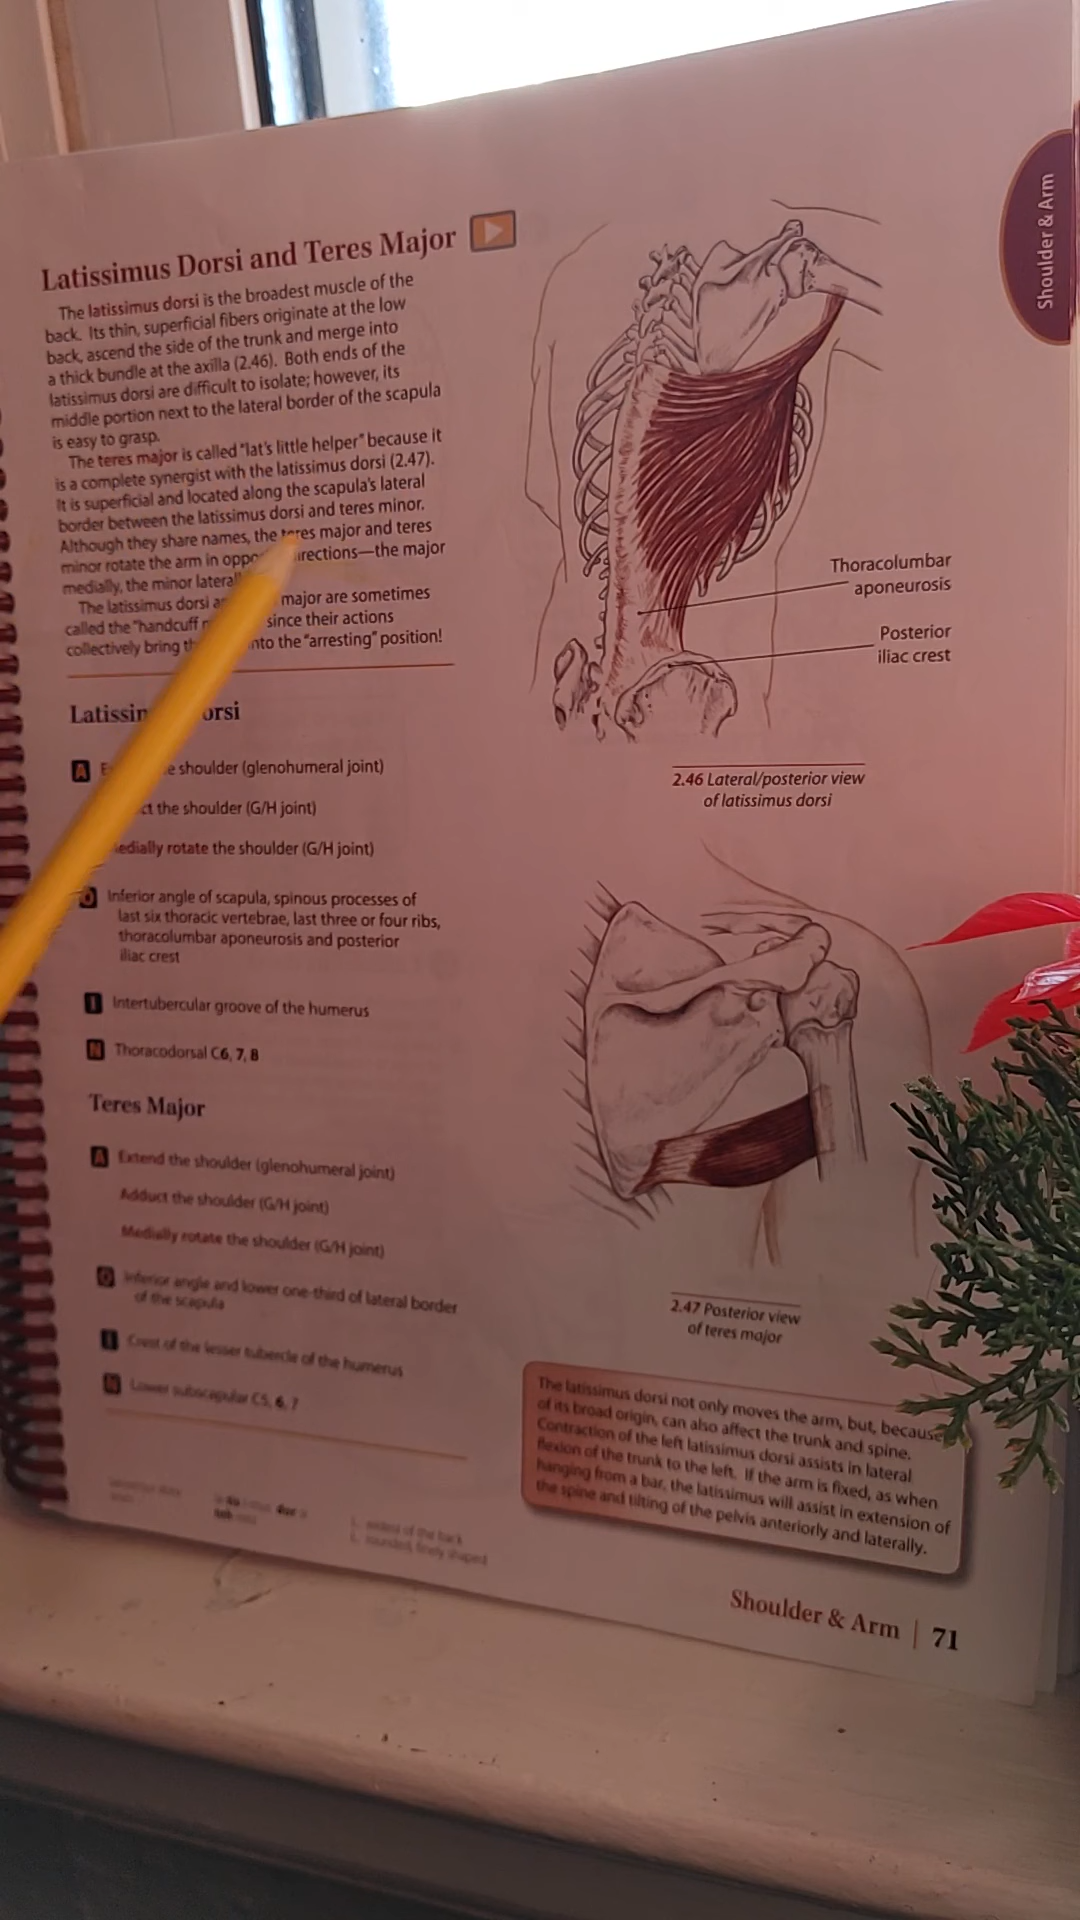 Shoulder & Arm
Latissimus Dorsi and Teres Major
The latissimus dorsi is the broadest muscle of the
back. Its thin, superficial fibers originate at the low
back, ascend the side of the trunk and merge into
a thick bundle at the axilla (2.46). Both ends of the
latissimus dorsi are difficult to isolate; however, its
middle portion next to the lateral border of the scapula
is easy to grasp.
The teres major is called "lat's little helper" because it
is a complete synergist with the latissimus dorsi (2.47).
It is superficial and located along the scapula's lateral
border between the latissimus dorsi and teres minor.
Although they share names, the teres major and teres
minor rotate the arm in irections—the major
medially, the minor
The latissimus dorsi major are sometimes
called the "handcuff since their actions
collectively bring nto the "arresting" position!
Latissim orsi
A e shoulder (glenohumeral joint)
ct the shoulder (G/H joint)
edially rotate the shoulder (G/H joint)
O Inferior angle of scapula, spinous processes of
last six thoracic vertebrae, last three or four ribs,
thoracolumbar aponeurosis and posterior
iliac crest
I Intertubercular groove of the humerus
N Thoracodorsal C6, 7, 8
Teres Major
A Extend the shoulder (glenohumeral joint)
Adduct the shoulder (G/H joint)
Medially rotate the shoulder (G/H joint)
O Inferior angle and lower one-third of lateral border
of the scapula
I Crest of the lesser tubercle of the humerus
N Lower subscapular C5, 6, 7
L. widest of the back
L. rounded, finely shaped
Thoracolumbar
aponeurosis
Posterior
iliac crest
2.46 Lateral/posterior view
of latissimus dorsi
2.47 Posterior view
of teres major
The latissimus dorsi not only moves the arm, but, because
of its broad origin, can also affect the trunk and spine.
Contraction of the left latissimus dorsi assists in lateral
flexion of the trunk to the left. If the arm is fixed, as when
hanging from a bar, the latissimus will assist in extension of
the spine and tilting of the pelvis anteriorly and laterally.
Shoulder & Arm | 71